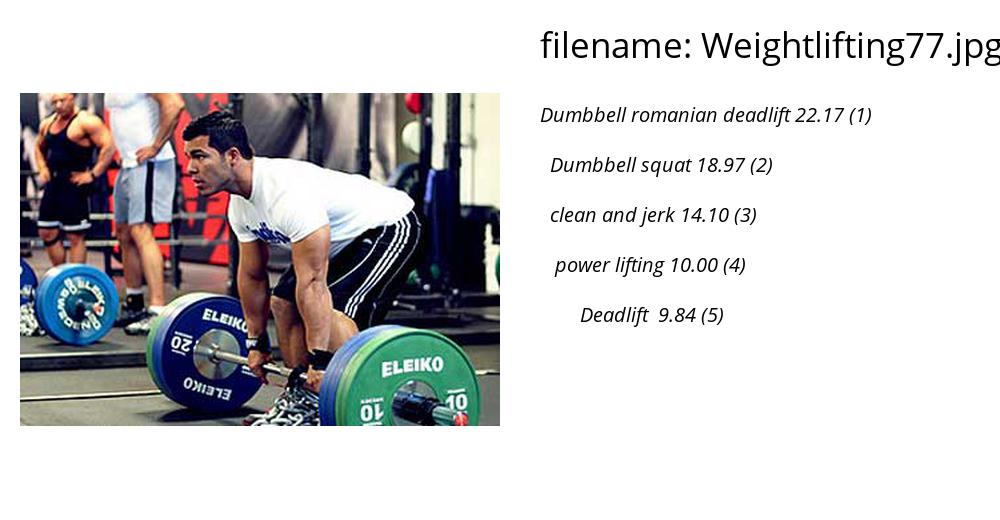 filename: Weightlifting77.jpg
Dumbbell romanian deadlift 22.17 (1)
Dumbbell squat 18.97 (2)
clean and jerk 14.10 (3)
power lifting 10.00 (4)
Deadlift 9.84 (5)
ELEIKO
20
ELEIKO
ELEIKO
10
10